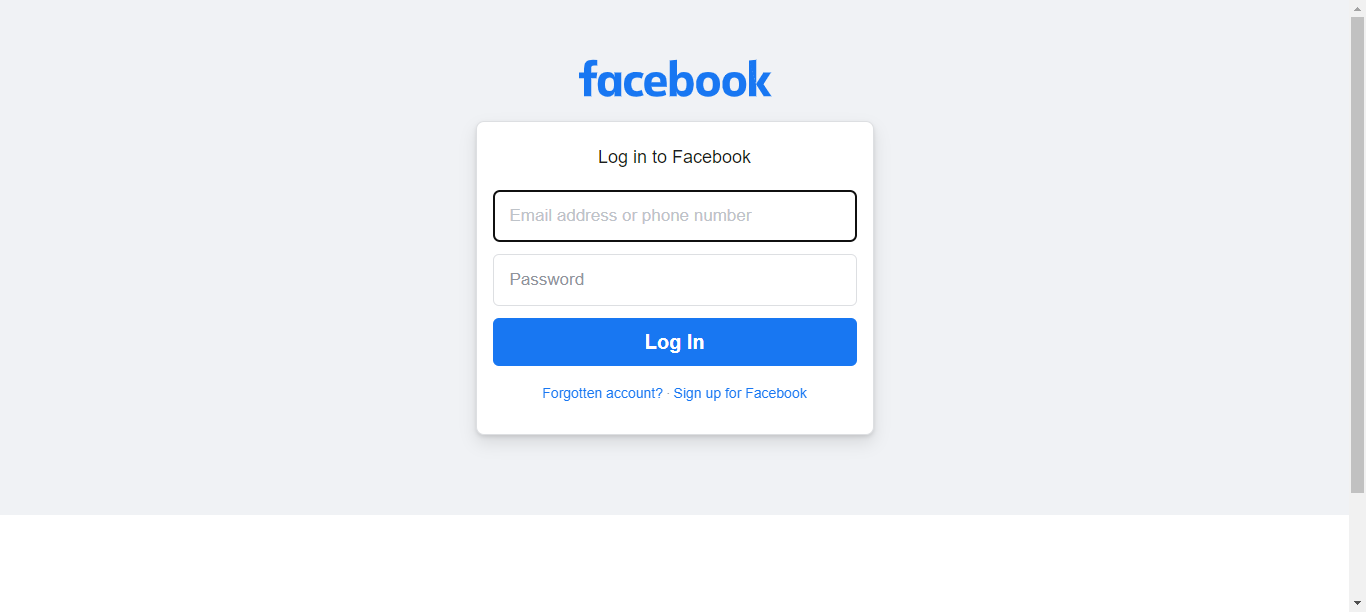 facebook
Log in to Facebook
Email address or phone number
Password
Log In
Forgotten account? · Sign up for Facebook